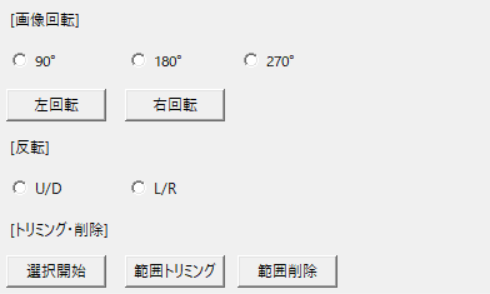 [画像回転]
90° 180° 270°
左回転 右回転
[反転]
U/D L/R
[トリミング・削除]
選択開始 範囲トリミング 範囲削除